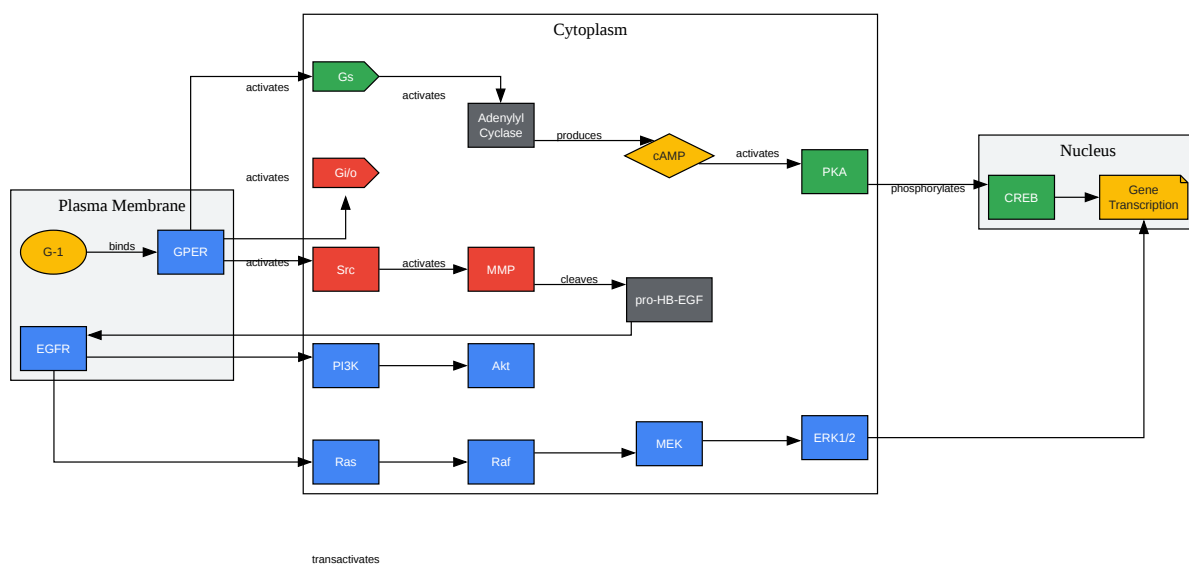 Cytoplasm
Gs
activates
activates
Adenylyl
Cyclase
produces
cAMP
activates
PKA
Nucleus
phosphorylates
CREB
Gene
Transcription
Gi/o
activates
Plasma Membrane
G-1
binds
GPER
activates
Src
activates
MMP
cleaves
pro-HB-EGF
EGFR
PI3K
Akt
Ras
Raf
MEK
ERK1/2
transactivates